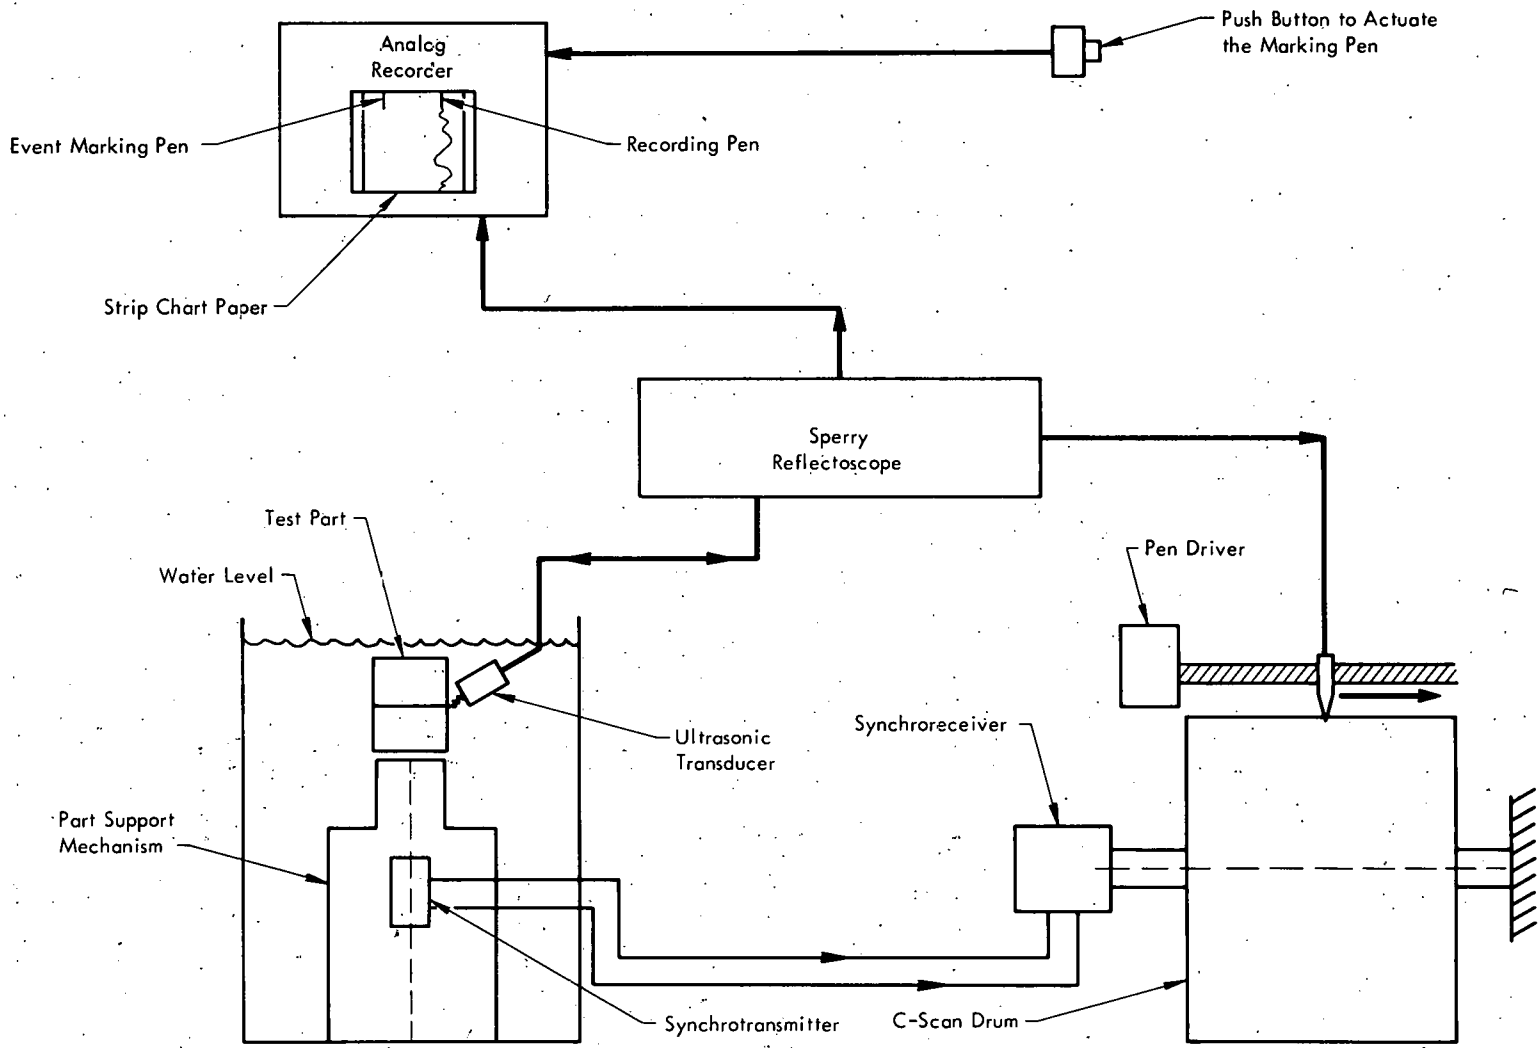 Push Button to Actuate
the Marking Pen
Analog
Recorder
Event Marking Pen
Recording Pen
Strip Chart Paper
Sperry
Reflectoscope
Test Part
Pen Driver
Water Level
Synchroreceiver
Ultrasonic
Transducer
Part Support
Mechanism
Synchrotransmitter
C-Scan Drum